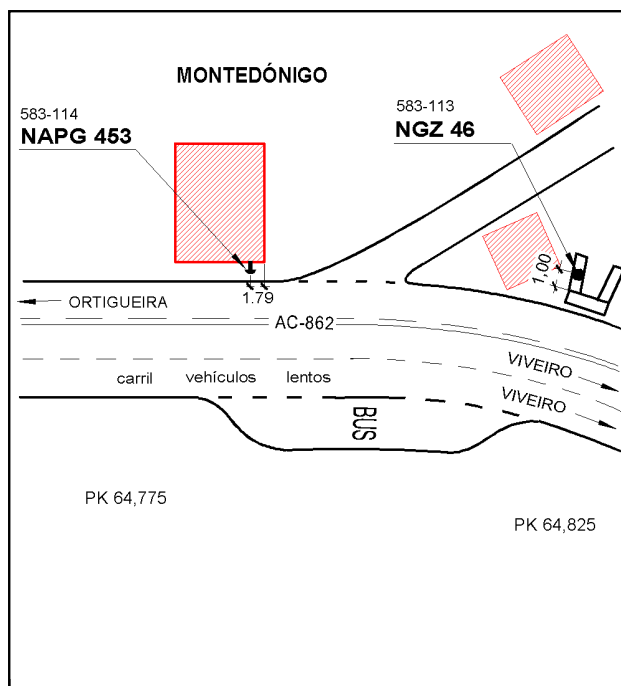 MONTEDÓNIGO
583-114
NAPG 453
583-113
NGZ 46
1,00
1.79
ORTIGUEIRA
AC-862
VIVEIRO
carril vehículos lentos
VIVEIRO
BUS
PK 64,775
PK 64,825